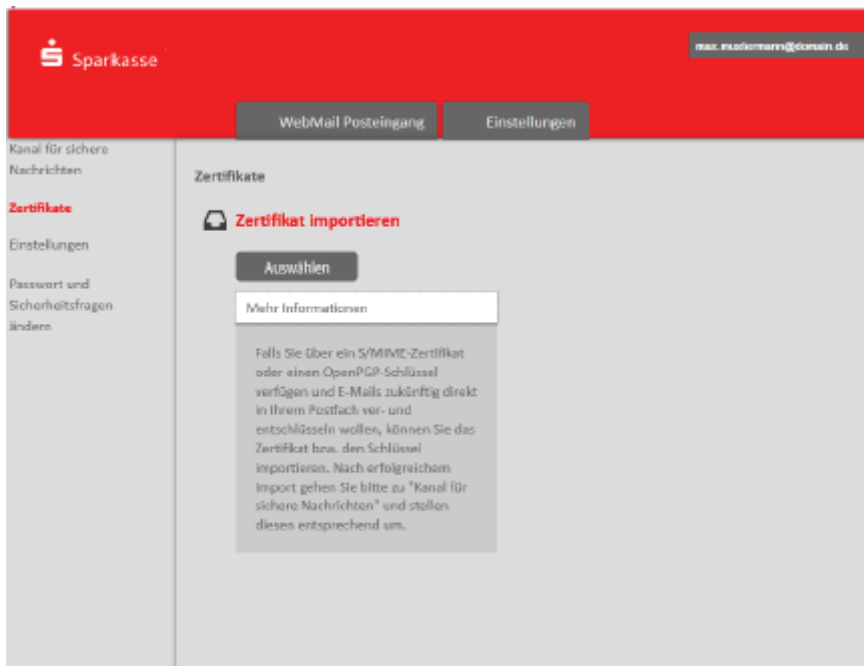 Sparkasse
max.mustermann@domain.de
WebMail Posteingang
Einstellungen
Kanal für sichere
Nachrichten
Zertifikate
Einstellungen
Passwort und
Sicherheitsfragen
ändern
Zertifikate
Zertifikat importieren
Auswählen
Mehr Informationen
Falls Sie über ein S/MIME-Zertifikat
oder einen OpenPGP-Schlüssel
verfügen und E-Mails zukünftig direkt
in Ihrem Postfach ver- und
entschlüsseln wollen, können Sie das
Zertifikat bzw. den Schlüssel
importieren. Nach erfolgreichem
Import gehen Sie bitte zu "Kanal für
sichere Nachrichten" und stellen
diesen entsprechend um.